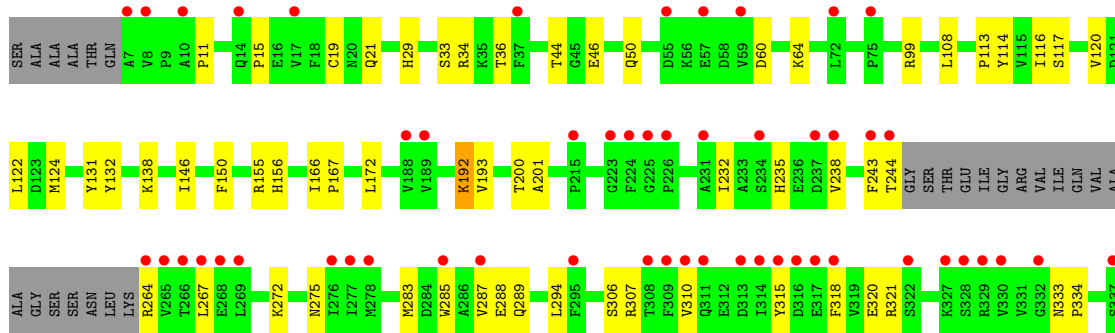 SER ALA ALA ALA THR GLN A7 V8 P9 A10 P11 Q14 P15 E16 V17 F18 C19 N20 Q21 H29 S33 R34 K35 T36 F37 T44 G45 E46 Q50 D55 K56 E57 D58 V59 D60 K64 L72 P75 R99 L108 P113 Y114 V115 I116 S117 V120 D121
L122 D123 M124 Y131 Y132 K138 I146 F150 R155 H156 I166 P167 L172 V188 V189 K192 V193 T200 A201 P215 G223 F224 G225 P226 A231 I232 A233 S234 H235 E236 D237 V238 F243 T244 GLY SER THR GLU ILE GLY ARG VAL ILE GLN VAL ALA
ALA GLY SER SER ASN LEU LYS R264 V265 T266 L267 E268 L269 K272 N275 I276 I277 M278 M283 D284 W285 A286 V287 E288 Q289 L294 F295 S306 R307 T308 F309 V310 Q311 E312 D313 I314 Y315 D316 E317 F318 V319 E320 R321 S322 K327 S328 R329 V330 V331 G332 N333 P334